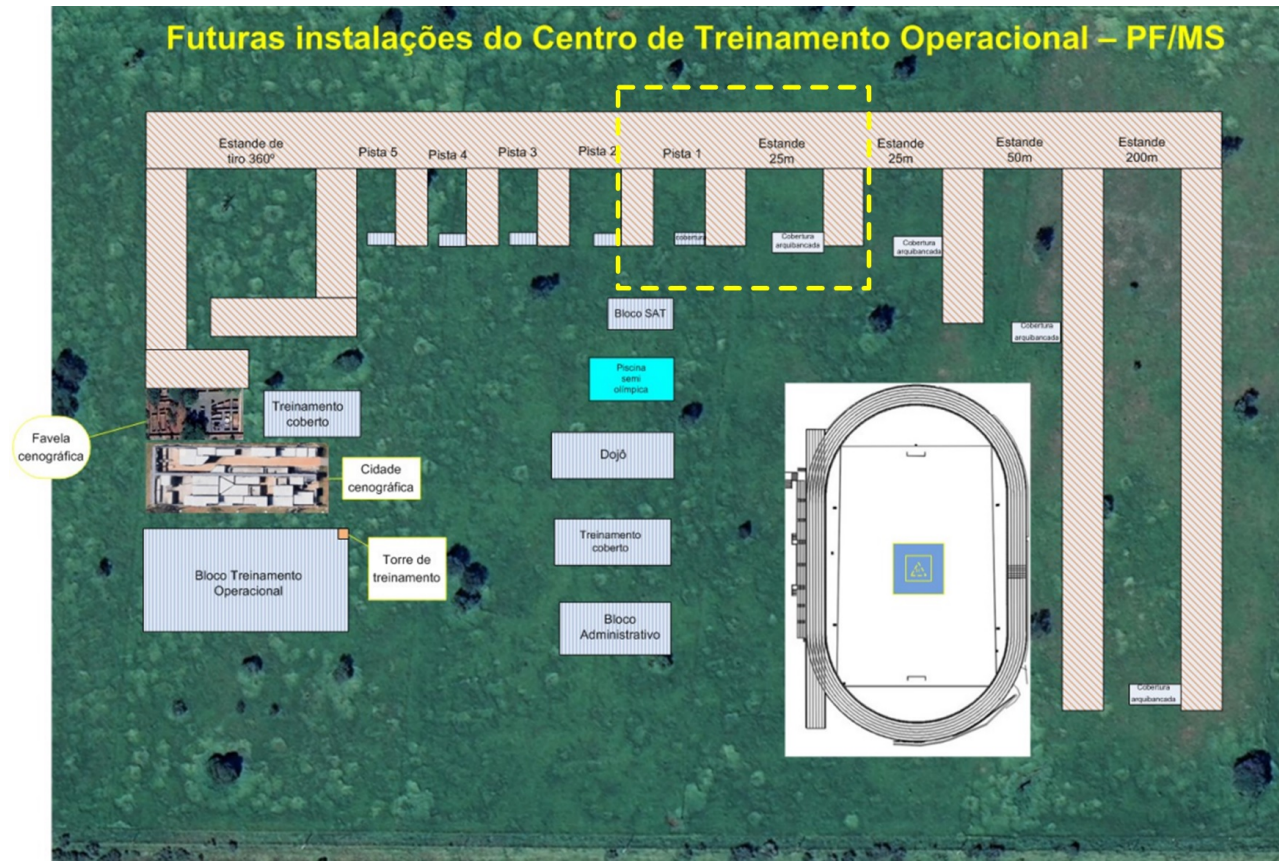 Futuras instalações do Centro de Treinamento Operacional – PF/MS
Estande de
tiro 360º
Pista 5
Pista 4
Pista 3
Pista 2
Pista 1
Estande
25m
Estande
25m
Estande
50m
Estande
200m
cobertura
Cobertura
arquibancada
Cobertura
arquibancada
Cobertura
arquibancada
Bloco SAT
Piscina
semi
olímpica
Treinamento
coberto
Favela
cenográfica
Dojô
Cidade
cenográfica
Treinamento
coberto
Torre de
treinamento
Bloco Treinamento
Operacional
Bloco
Administrativo
Cobertura
arquibancada